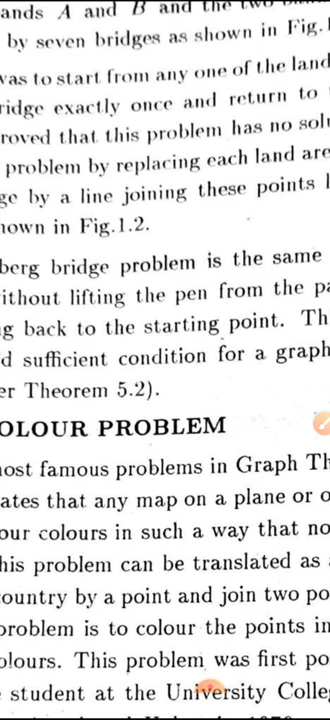 ands A and B and the two
by seven bridges as shown in Fig.
was to start from any one of the land
ridge exactly once and return to
roved that this problem has no solu
problem by replacing each land are
ge by a line joining these points
hown in Fig.1.2.
berg bridge problem is the same
ithout lifting the pen from the pa
g back to the starting point. Th
d sufficient condition for a graph
er Theorem 5.2).
OLOUR PROBLEM
nost famous problems in Graph Th
ates that any map on a plane or o
our colours in such a way that no
his problem can be translated as
country by a point and join two po
problem is to colour the points in
olours. This problem was first po
student at the University Colleg